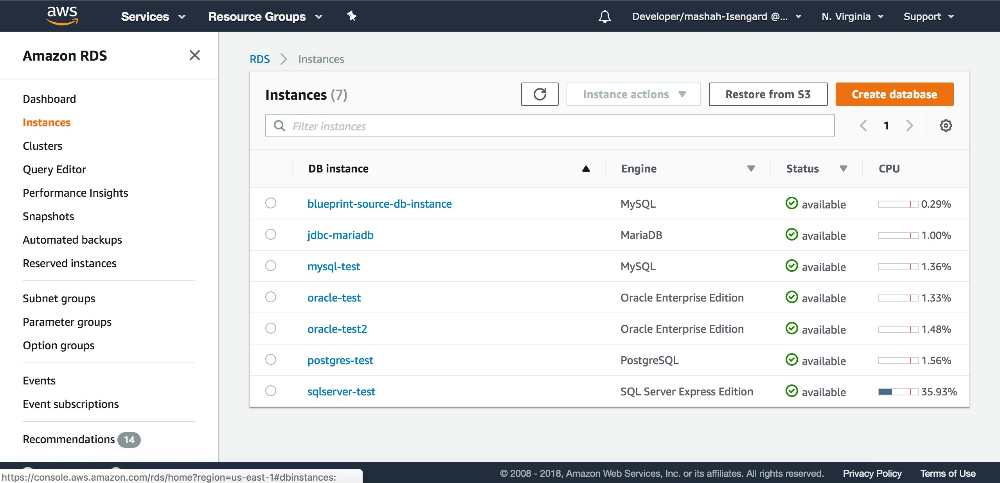 aws Services Resource Groups Developer/mashah-Isengard @... N. Virginia Support
Amazon RDS
Dashboard
Instances
Clusters
Query Editor
Performance Insights
Snapshots
Automated backups
Reserved instances
Subnet groups
Parameter groups
Option groups
Events
Event subscriptions
Recommendations 14
RDS Instances
Instances (7) Instance actions Restore from S3 Create database
Filter instances 1
DB instance Engine Status CPU
blueprint-source-db-instance MySQL available 0.29%
jdbc-mariadb MariaDB available 1.00%
mysql-test MySQL available 1.36%
oracle-test Oracle Enterprise Edition available 1.33%
oracle-test2 Oracle Enterprise Edition available 1.48%
postgres-test PostgreSQL available 1.56%
sqlserver-test SQL Server Express Edition available 35.93%
https://console.aws.amazon.com/rds/home?region=us-east-1#dbinstances:
© 2008 - 2018, Amazon Web Services, Inc. or its affiliates. All rights reserved. Privacy Policy Terms of Use